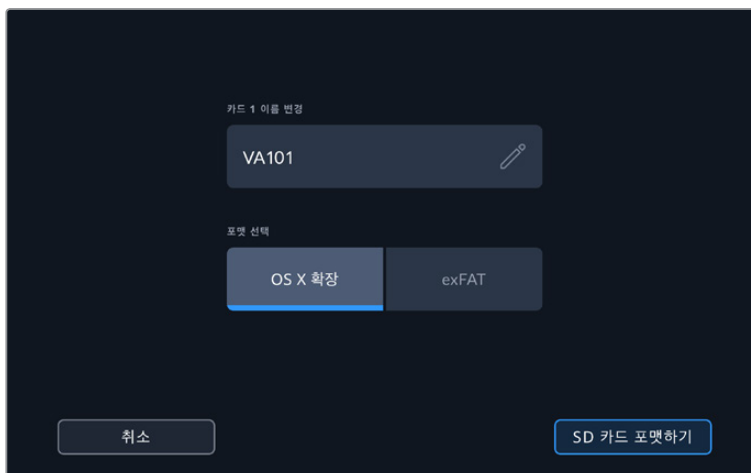 카드 1 이름 변경
VA101
포맷 선택
OS X 확장
exFAT
취소
SD 카드 포맷하기